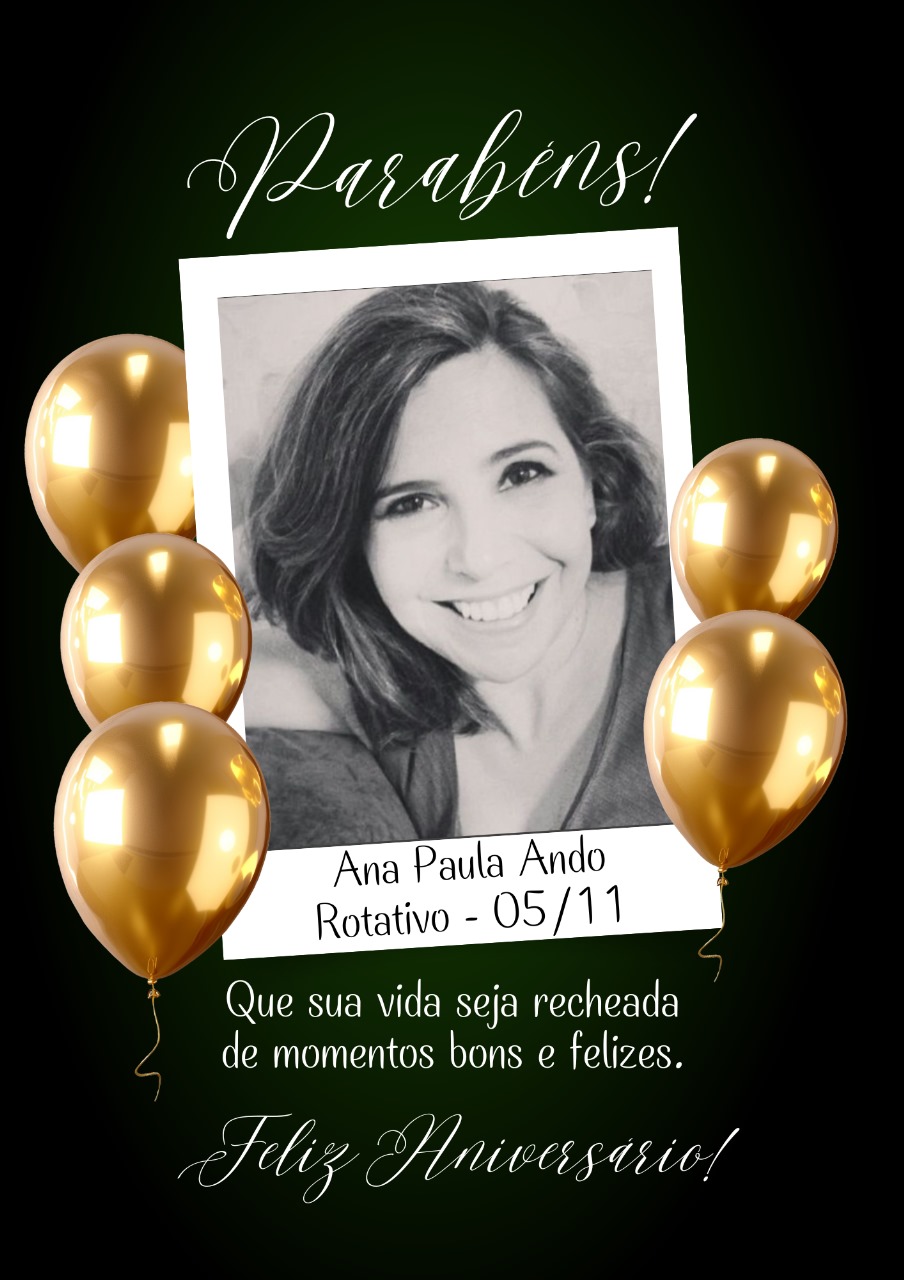 Parabéns!
Ana Paula Ando
Rotativo - 05/11
Que sua vida seja recheada
de momentos bons e felizes.
Feliz Aniversário!